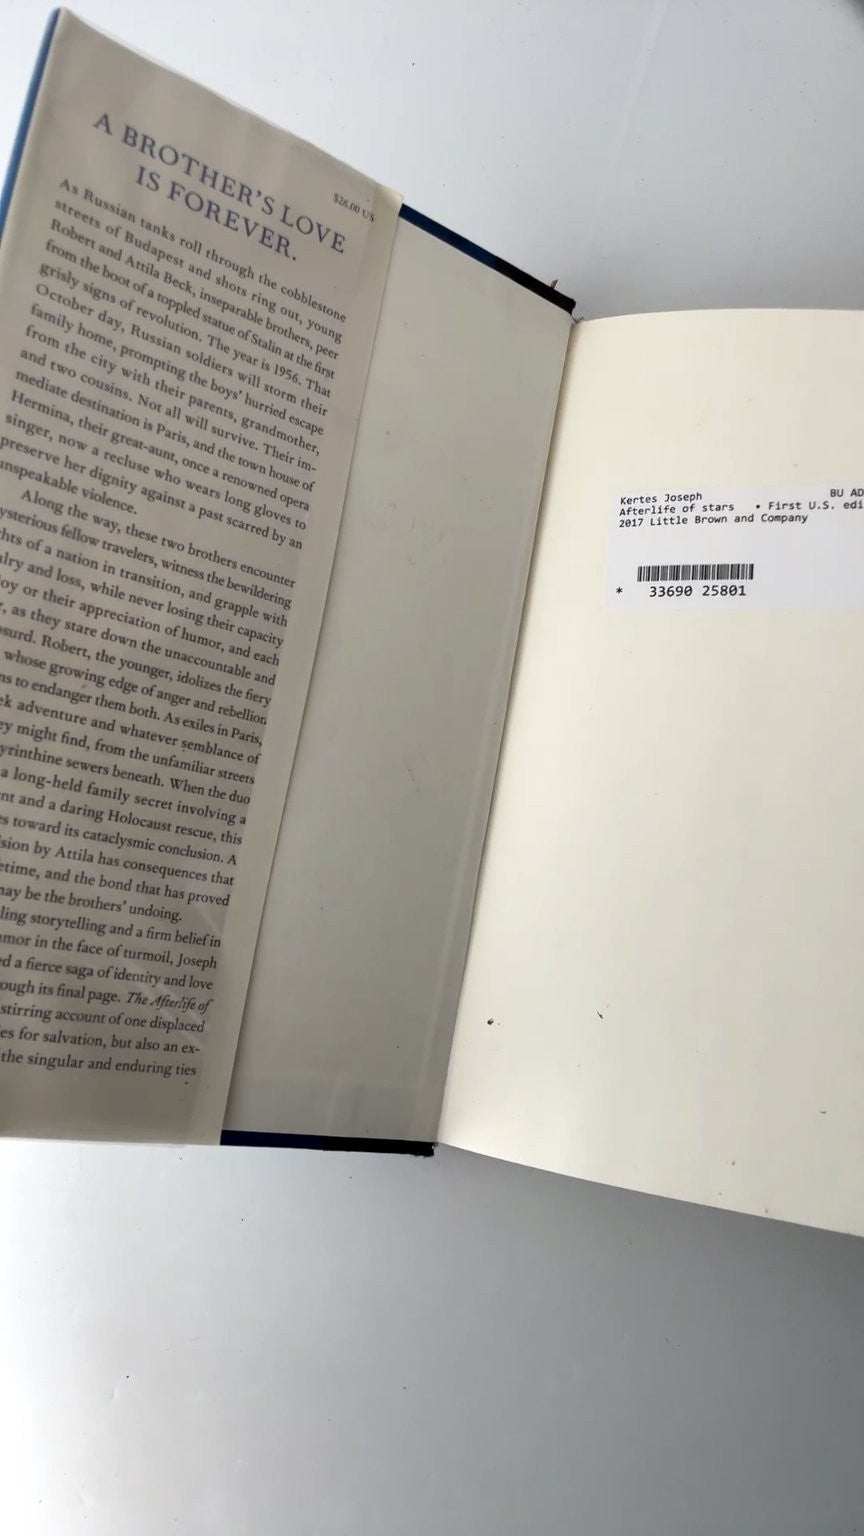 $26.00 US
A BROTHER'S LOVE
IS FOREVER.
As Russian tanks roll through the cobblestone
streets of Budapest and shots ring out, young
Robert and Attila Beck, inseparable brothers, peer
from the boot of a toppled statue of Stalin at the first
grisly signs of revolution. The year is 1956. That
October day, Russian soldiers will storm their
family home, prompting the boys' hurried escape
from the city with their parents, grandmother,
and two cousins. Not all will survive. Their im-
mediate destination is Paris, and the town house of
Hermina, their great-aunt, once a renowned opera
singer, now a recluse who wears long gloves to
preserve her dignity against a past scarred by an
unspeakable violence.
Along the way, these two brothers encounter
ysterious fellow travelers, witness the bewildering
hts of a nation in transition, and grapple with
alry and loss, while never losing their capacity
oy or their appreciation of humor, and each
, as they stare down the unaccountable and
surd. Robert, the younger, idolizes the fiery
whose growing edge of anger and rebellion
ns to endanger them both. As exiles in Paris,
ek adventure and whatever semblance of
ey might find, from the unfamiliar streets
yrinthine sewers beneath. When the duo
a long-held family secret involving a
nt and a daring Holocaust rescue, this
es toward its cataclysmic conclusion. A
sion by Attila has consequences that
etime, and the bond that has proved
may be the brothers' undoing.
ling storytelling and a firm belief in
mor in the face of turmoil, Joseph
ed a fierce saga of identity and love
ough its final page. The Afterlife of
stirring account of one displaced
es for salvation, but also an ex-
the singular and enduring ties
Kertes Joseph BU AD
Afterlife of stars • First U.S. edi
2017 Little Brown and Company
* 33690 25801